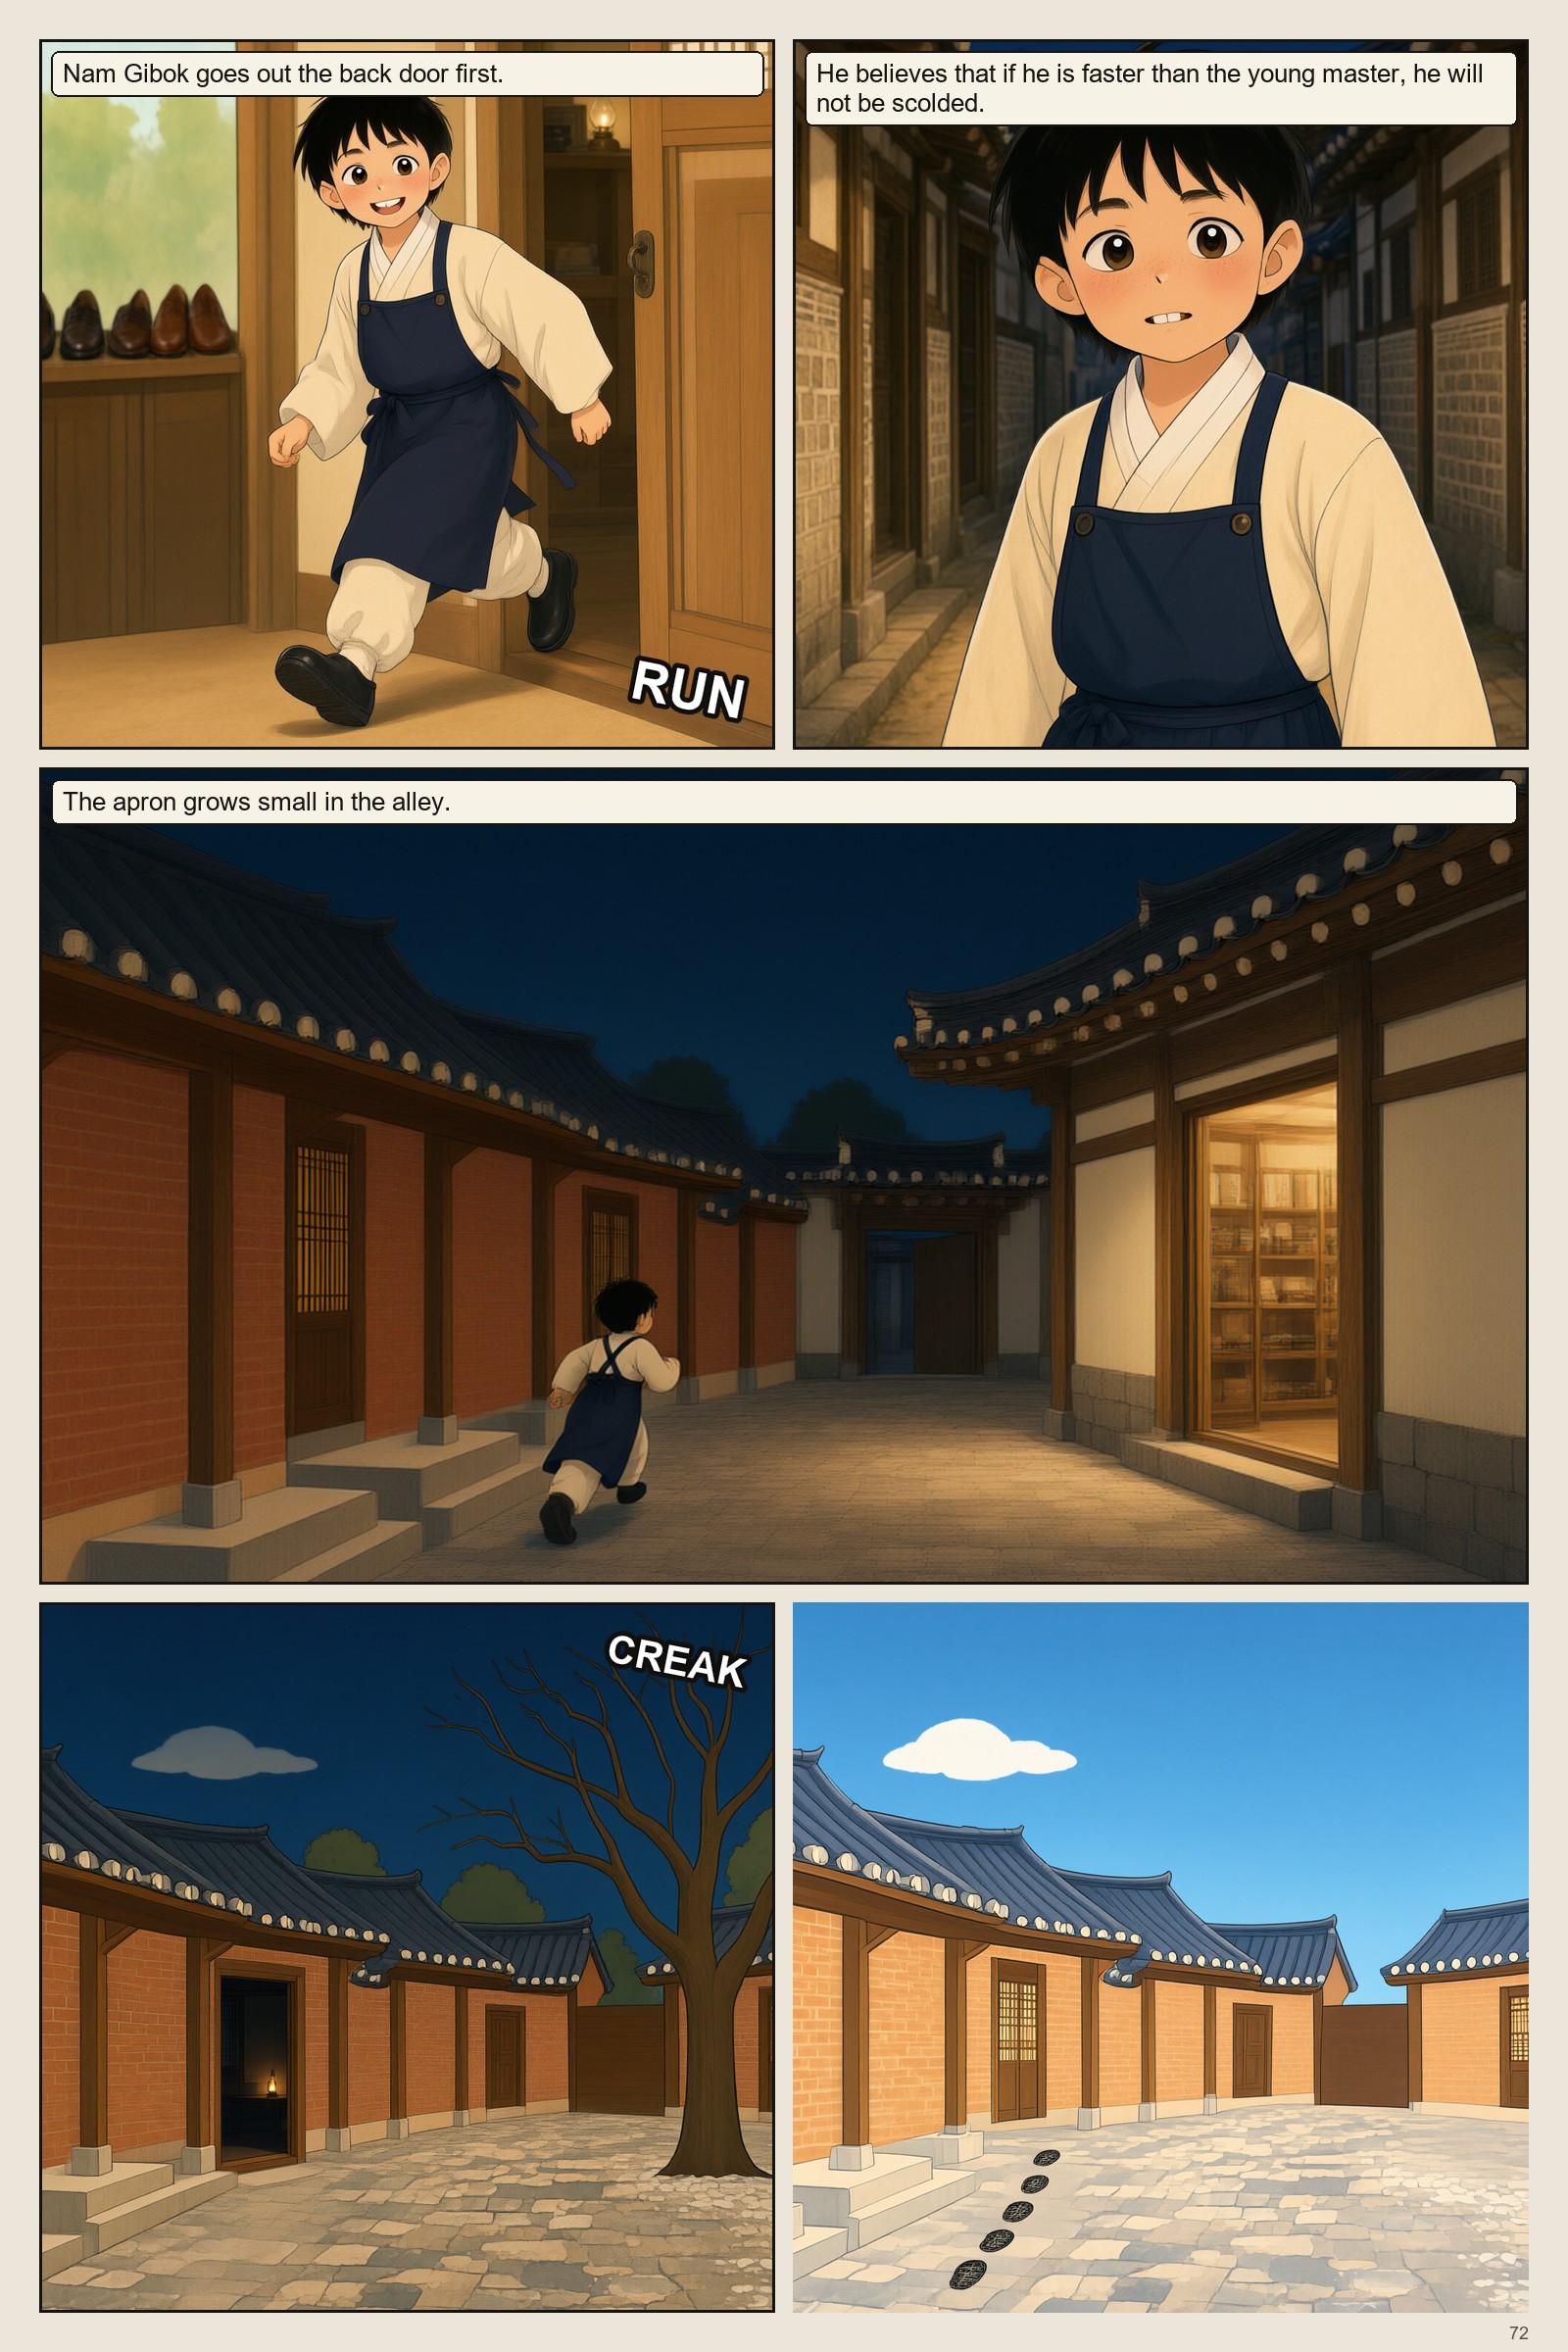 Nam Gibok goes out the back door first.
RUN
He believes that if he is faster than the young master, he will
not be scolded.
The apron grows small in the alley.
CREAK
72